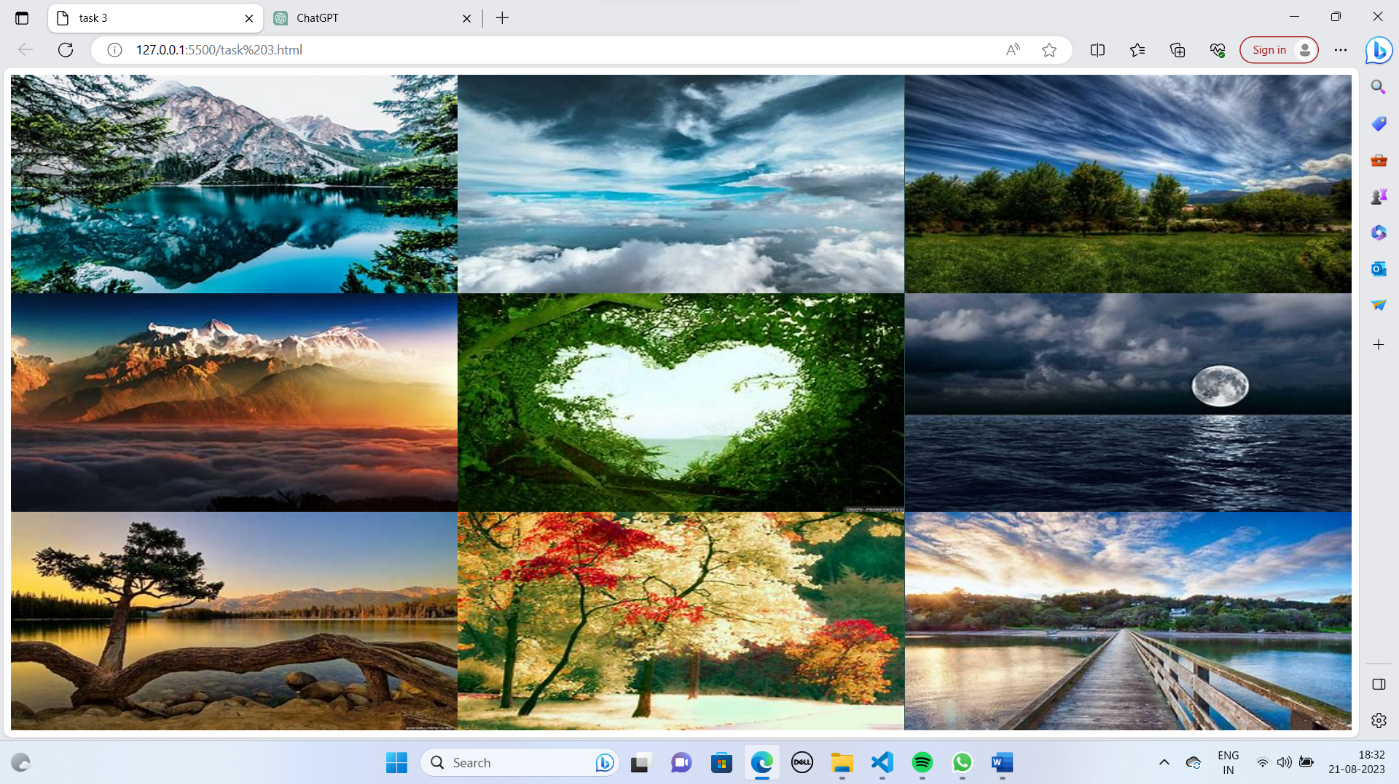 task 3
ChatGPT
127.0.0.1:5500/task%203.html
Sign in
Search
DELL
ENG
IN
18:32
21-08-2023